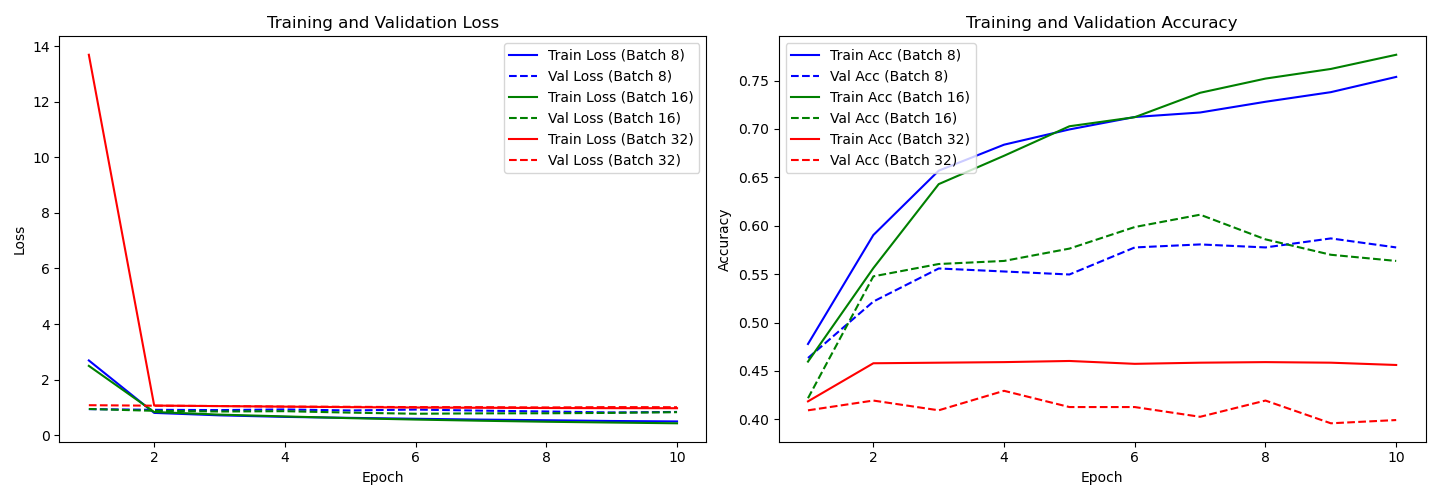 Training and Validation Loss
14
12
10
8
6
4
2
0
Loss
2
4
6
8
10
Epoch
Train Loss (Batch 8)
Val Loss (Batch 8)
Train Loss (Batch 16)
Val Loss (Batch 16)
Train Loss (Batch 32)
Val Loss (Batch 32)
Training and Validation Accuracy
0.75
0.70
0.65
0.60
0.55
0.50
0.45
0.40
Accuracy
2
4
6
8
10
Epoch
Train Acc (Batch 8)
Val Acc (Batch 8)
Train Acc (Batch 16)
Val Acc (Batch 16)
Train Acc (Batch 32)
Val Acc (Batch 32)